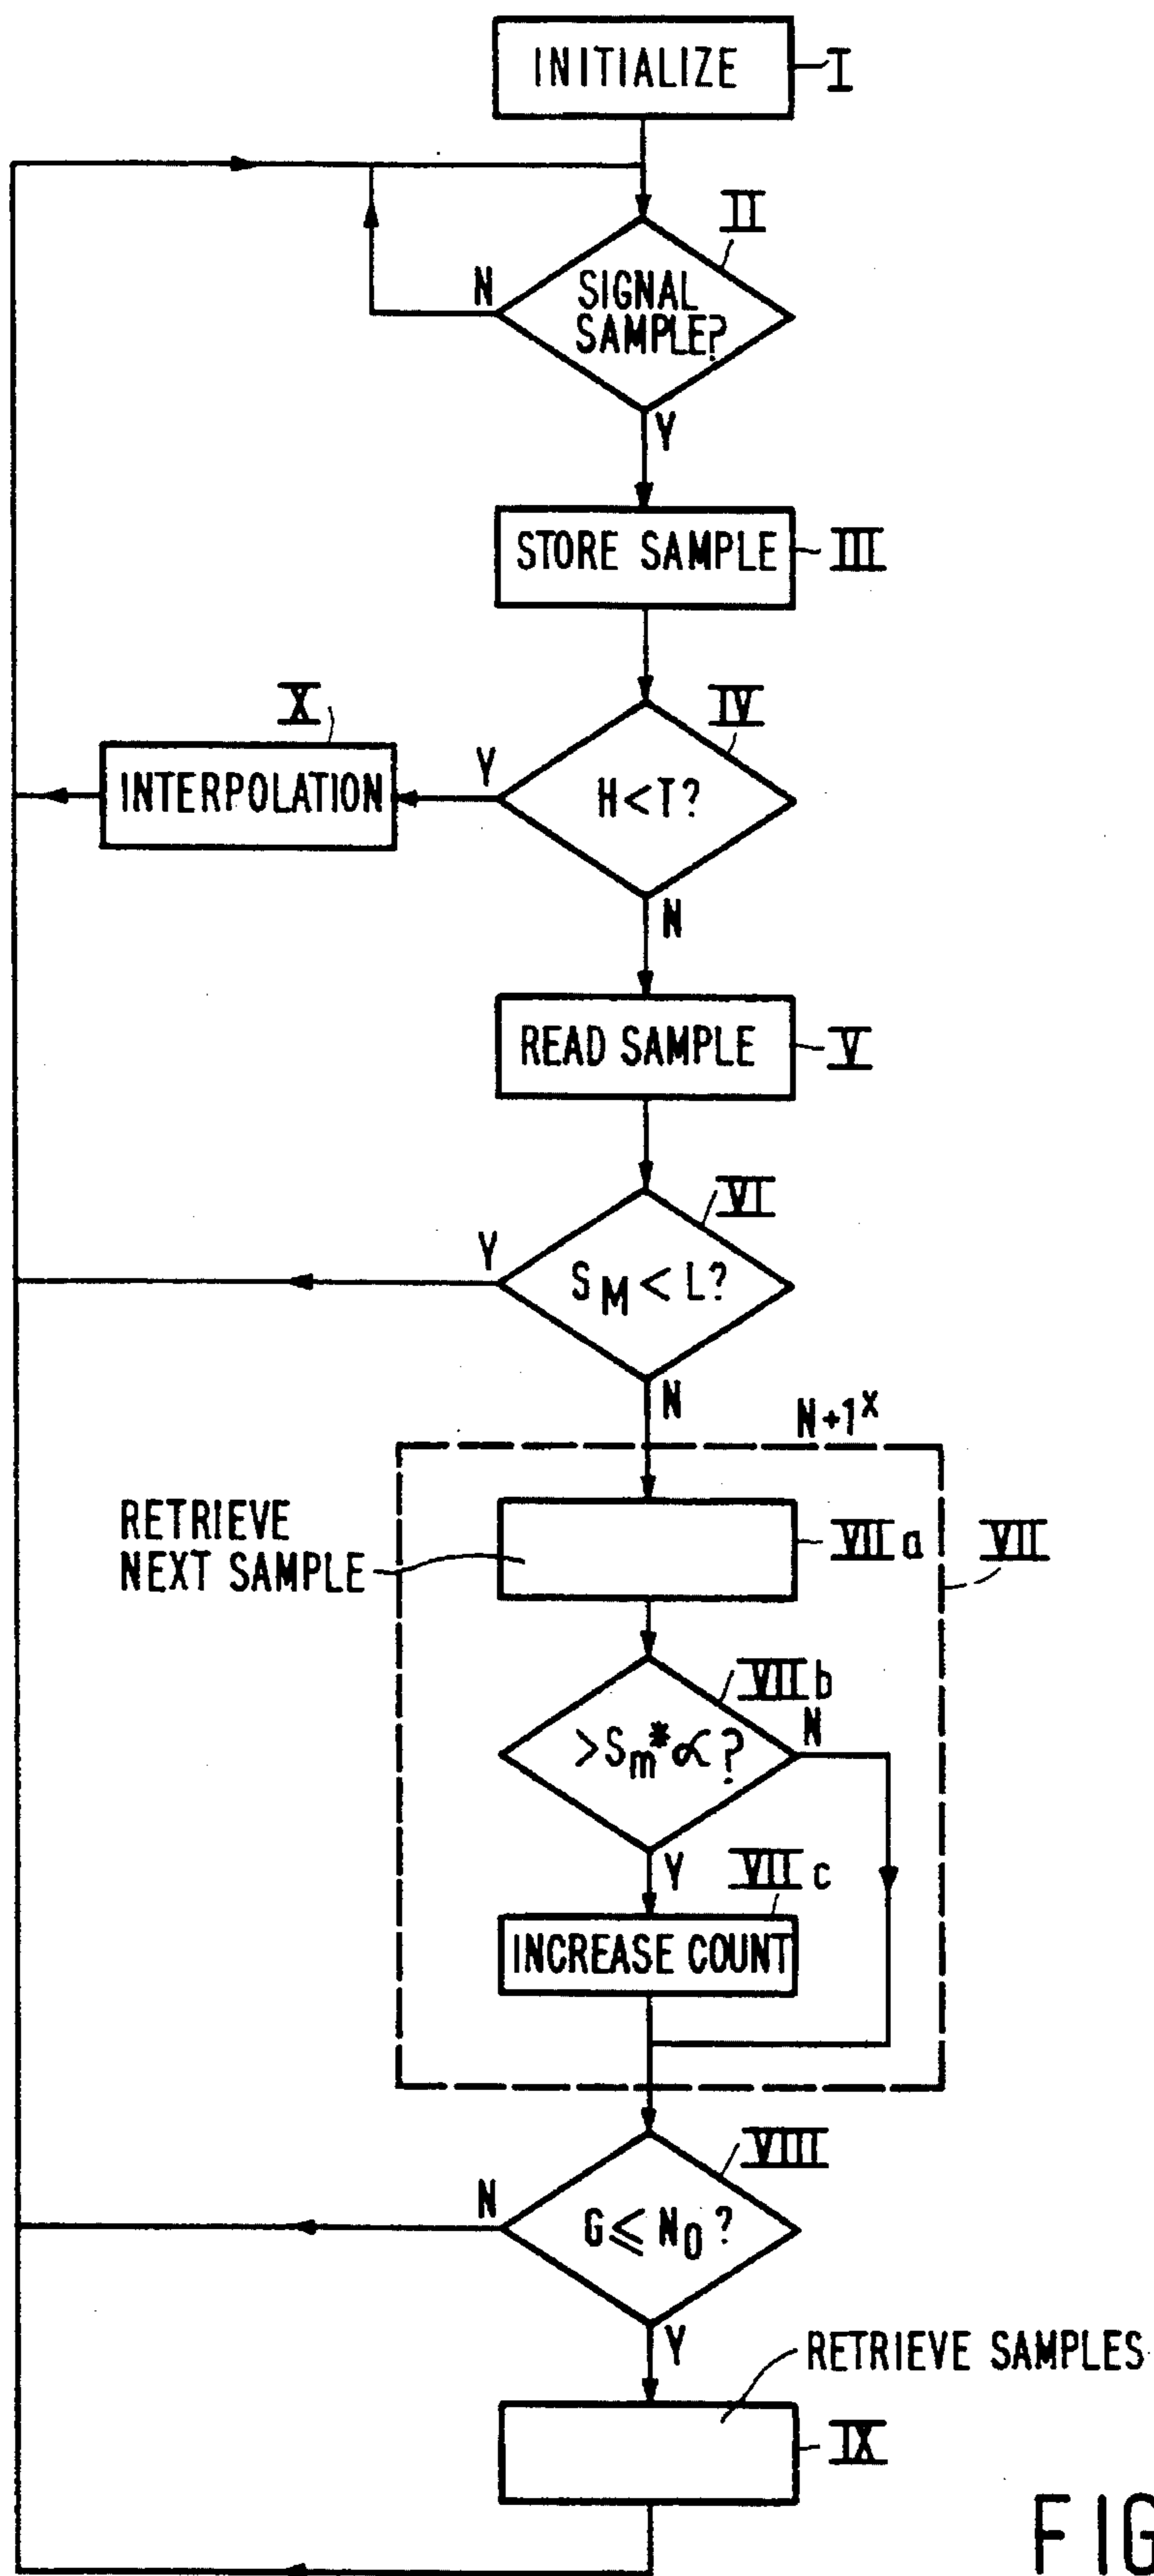 INITIALIZE
I
II
N
SIGNAL
SAMPLE?
Y
STORE SAMPLE
III
X
IV
INTERPOLATION
Y
H<T?
N
READ SAMPLE
V
VI
Y
S_M < L?
N
N+1^x
RETRIEVE
NEXT SAMPLE
VII a
VII
VII b
N
>S_m*∝?
Y
VII c
INCREASE COUNT
VIII
N
G ≤ N_0 ?
Y
RETRIEVE SAMPLES
IX
FIG